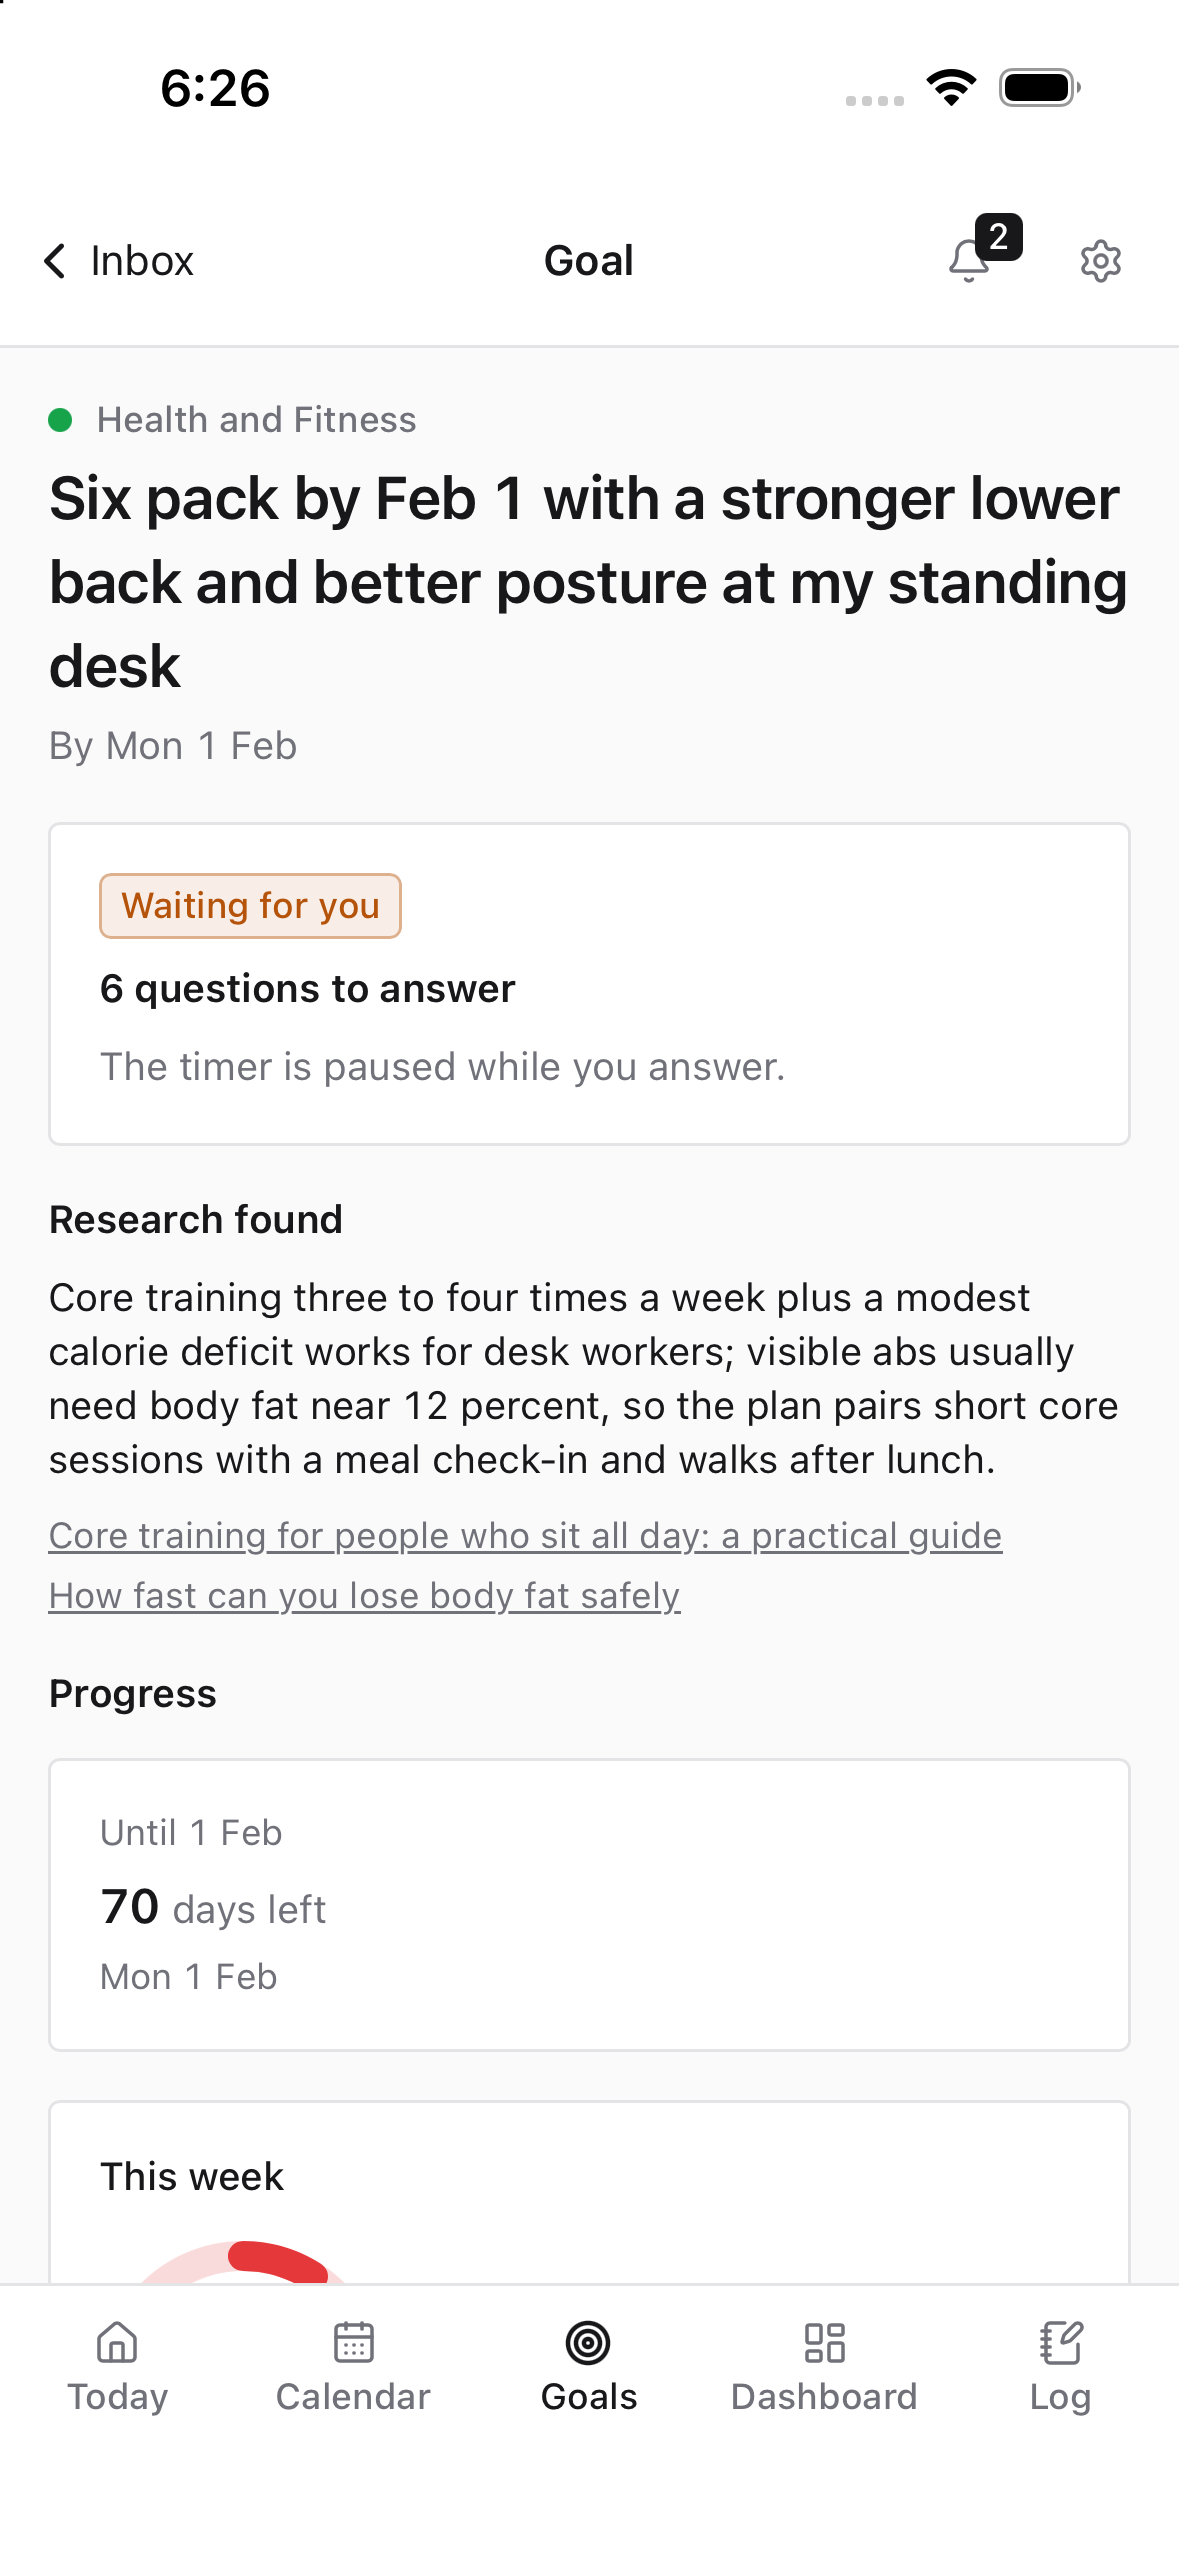 6:26
Inbox
Goal
2
Health and Fitness
Six pack by Feb 1 with a stronger lower
back and better posture at my standing
desk
By Mon 1 Feb
Waiting for you
6 questions to answer
The timer is paused while you answer.
Research found
Core training three to four times a week plus a modest
calorie deficit works for desk workers; visible abs usually
need body fat near 12 percent, so the plan pairs short core
sessions with a meal check-in and walks after lunch.
Core training for people who sit all day: a practical guide
How fast can you lose body fat safely
Progress
Until 1 Feb
70 days left
Mon 1 Feb
This week
Today
Calendar
Goals
Dashboard
Log